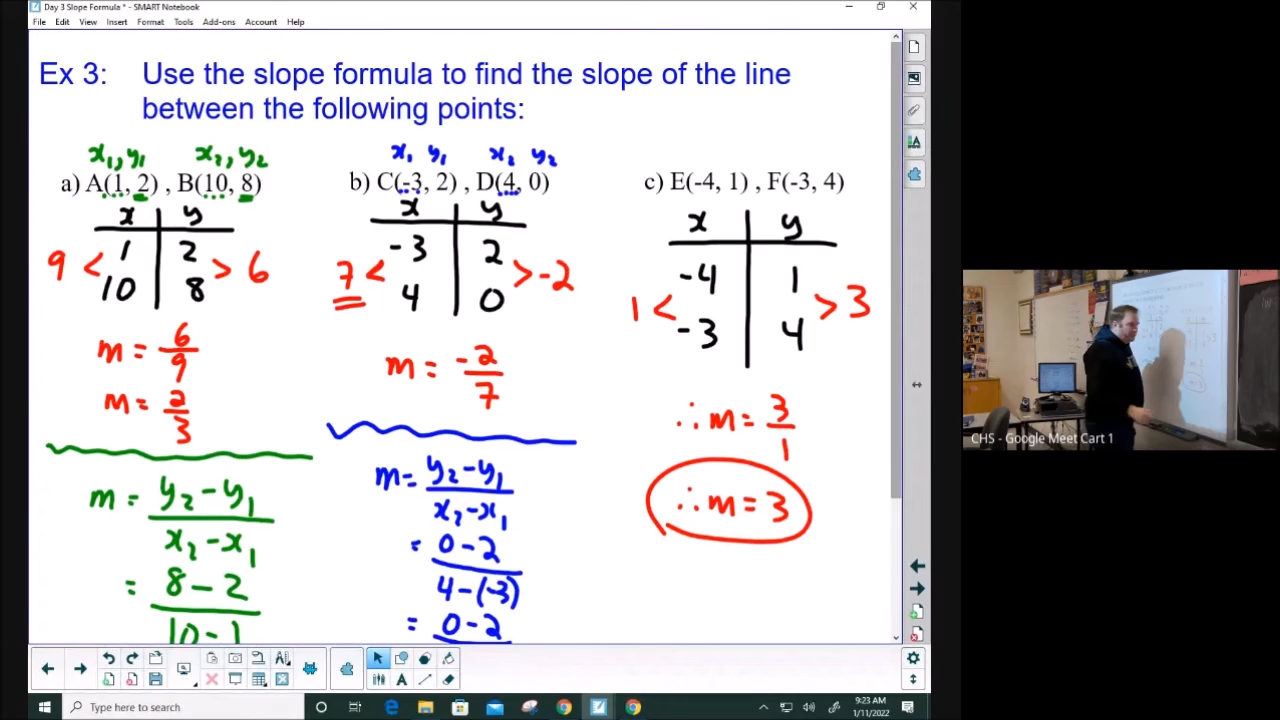 Day 3 Slope Formula * - SMART Notebook
File Edit View Insert Format Tools Add-ons Account Help
Ex 3: Use the slope formula to find the slope of the line
between the following points:
x₁, y₁ x₂, y₂
a) A(1, 2) , B(10, 8)
x y
1 2
10 8
9 < > 6
m = 6/9
m = 2/3
m = y₂ - y₁
x₂ - x₁
= 8 - 2
10 - 1
x₁ y₁ x₂ y₂
b) C(-3, 2) , D(4, 0)
x y
-3 2
4 0
7 < > -2
m = -2/7
m = y₂ - y₁
x₂ - x₁
= 0 - 2
4 - (-3)
= 0 - 2
c) E(-4, 1) , F(-3, 4)
x y
-4 1
-3 4
1 < > 3
∴ m = 3/1
∴ m = 3
CHS - Google Meet Cart 1
Type here to search
9:23 AM
1/11/2022